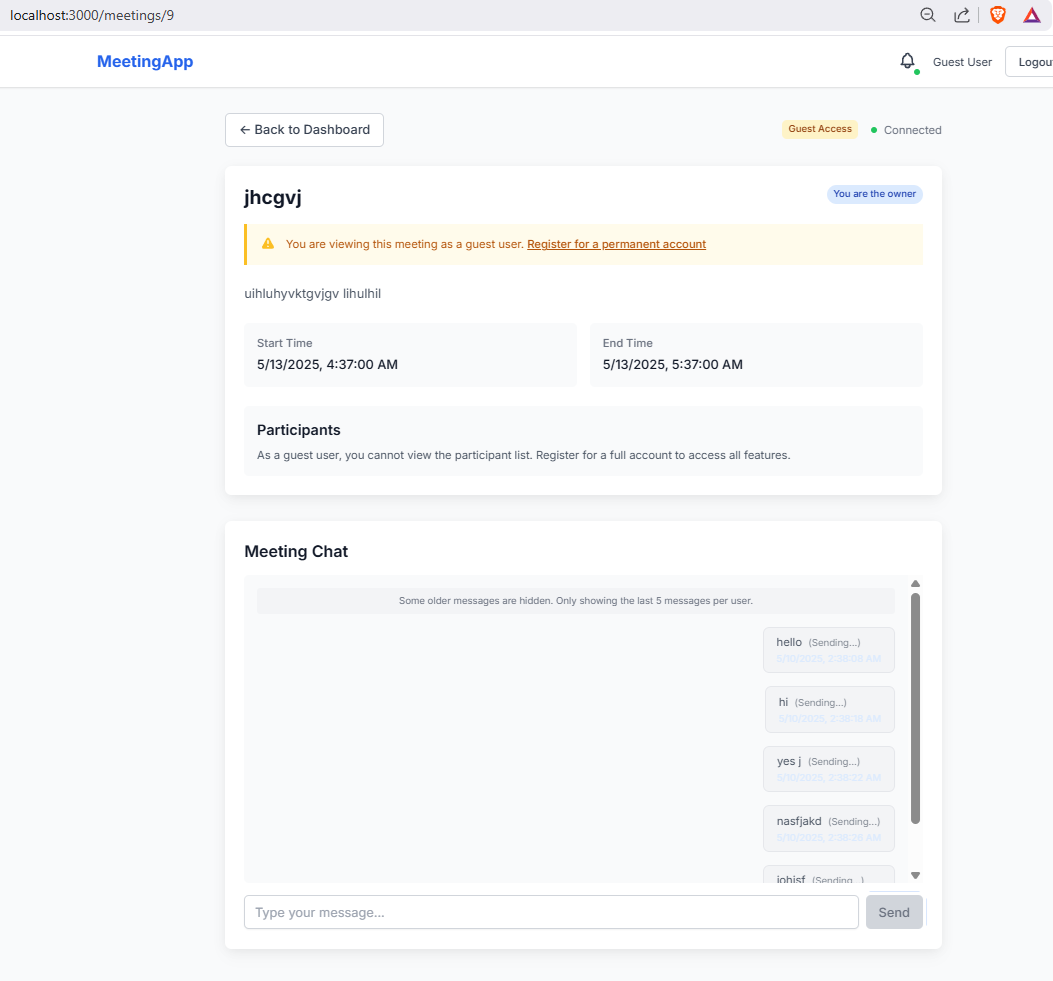 localhost:3000/meetings/9
MeetingApp
Guest User
Logou
← Back to Dashboard
Guest Access
Connected
jhcgvj
You are the owner
You are viewing this meeting as a guest user. Register for a permanent account
uihluhyvktgvjgv lihulhil
Start Time
5/13/2025, 4:37:00 AM
End Time
5/13/2025, 5:37:00 AM
Participants
As a guest user, you cannot view the participant list. Register for a full account to access all features.
Meeting Chat
Some older messages are hidden. Only showing the last 5 messages per user.
hello (Sending...)
5/10/2025, 2:38:08 AM
hi (Sending...)
5/10/2025, 2:38:18 AM
yes j (Sending...)
5/10/2025, 2:38:22 AM
nasfjakd (Sending...)
5/10/2025, 2:38:26 AM
(Sending...)
Type your message...
Send